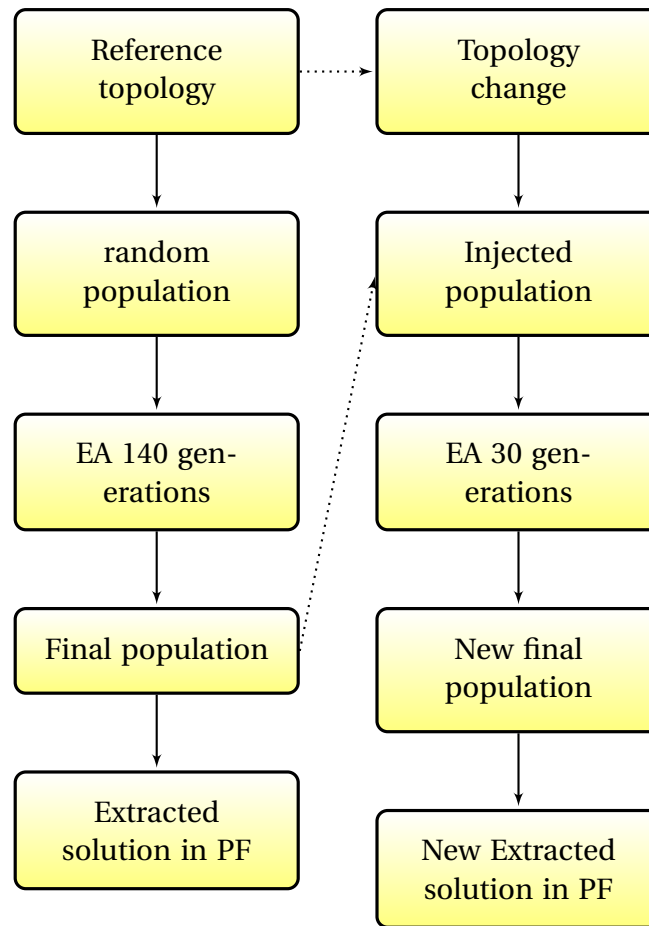 Reference
topology
Topology
change
random
population
Injected
population
EA 140 gen-
erations
EA 30 gen-
erations
Final population
New final
population
Extracted
solution in PF
New Extracted
solution in PF